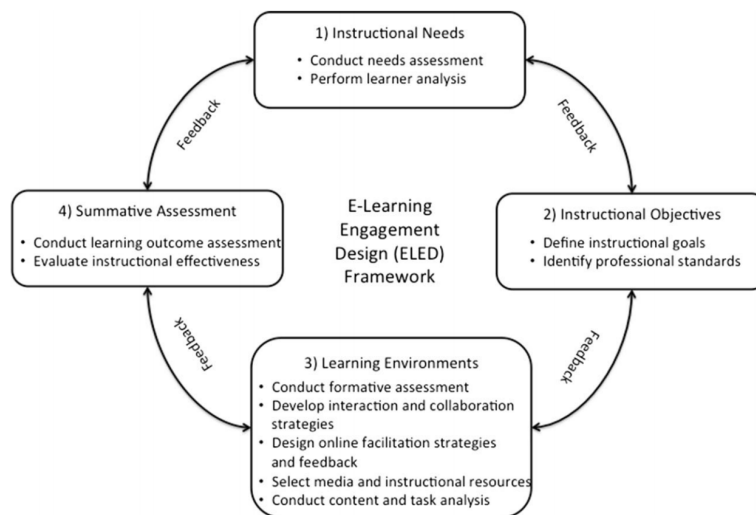 1) Instructional Needs
• Conduct needs assessment
• Perform learner analysis
Feedback
Feedback
4) Summative Assessment
• Conduct learning outcome assessment
• Evaluate instructional effectiveness
E-Learning
Engagement
Design (ELED)
Framework
2) Instructional Objectives
• Define instructional goals
• Identify professional standards
Feedback
Feedback
3) Learning Environments
• Conduct formative assessment
• Develop interaction and collaboration
strategies
• Design online facilitation strategies
and feedback
• Select media and instructional resources
• Conduct content and task analysis